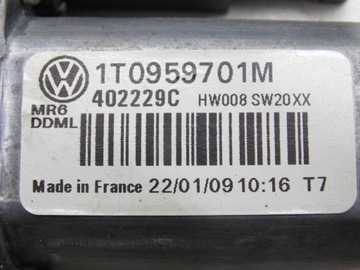 1T0959701M
402229C HW008 SW20XX
MR6
DDML
Made in France 22/01/09 10:16 T7